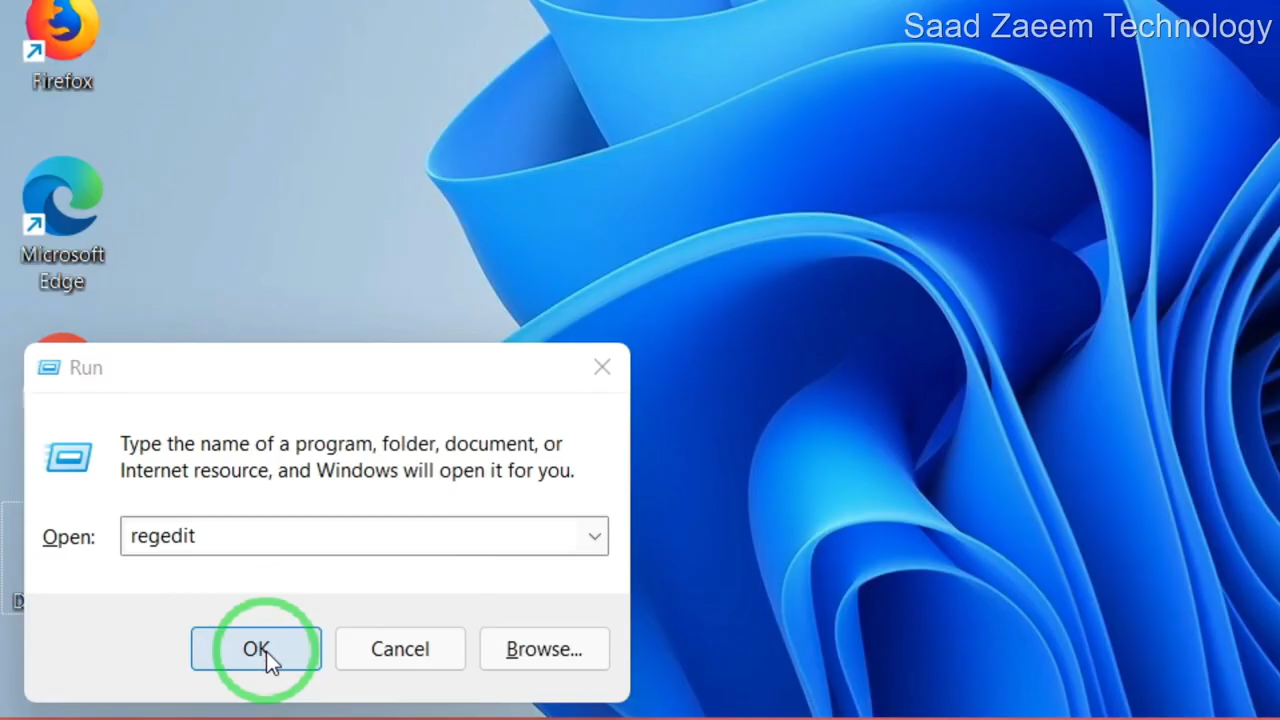 Saad Zaeem Technology
Firefox
Microsoft
Edge
Run
Type the name of a program, folder, document, or
Internet resource, and Windows will open it for you.
Open: regedit
OK Cancel Browse...